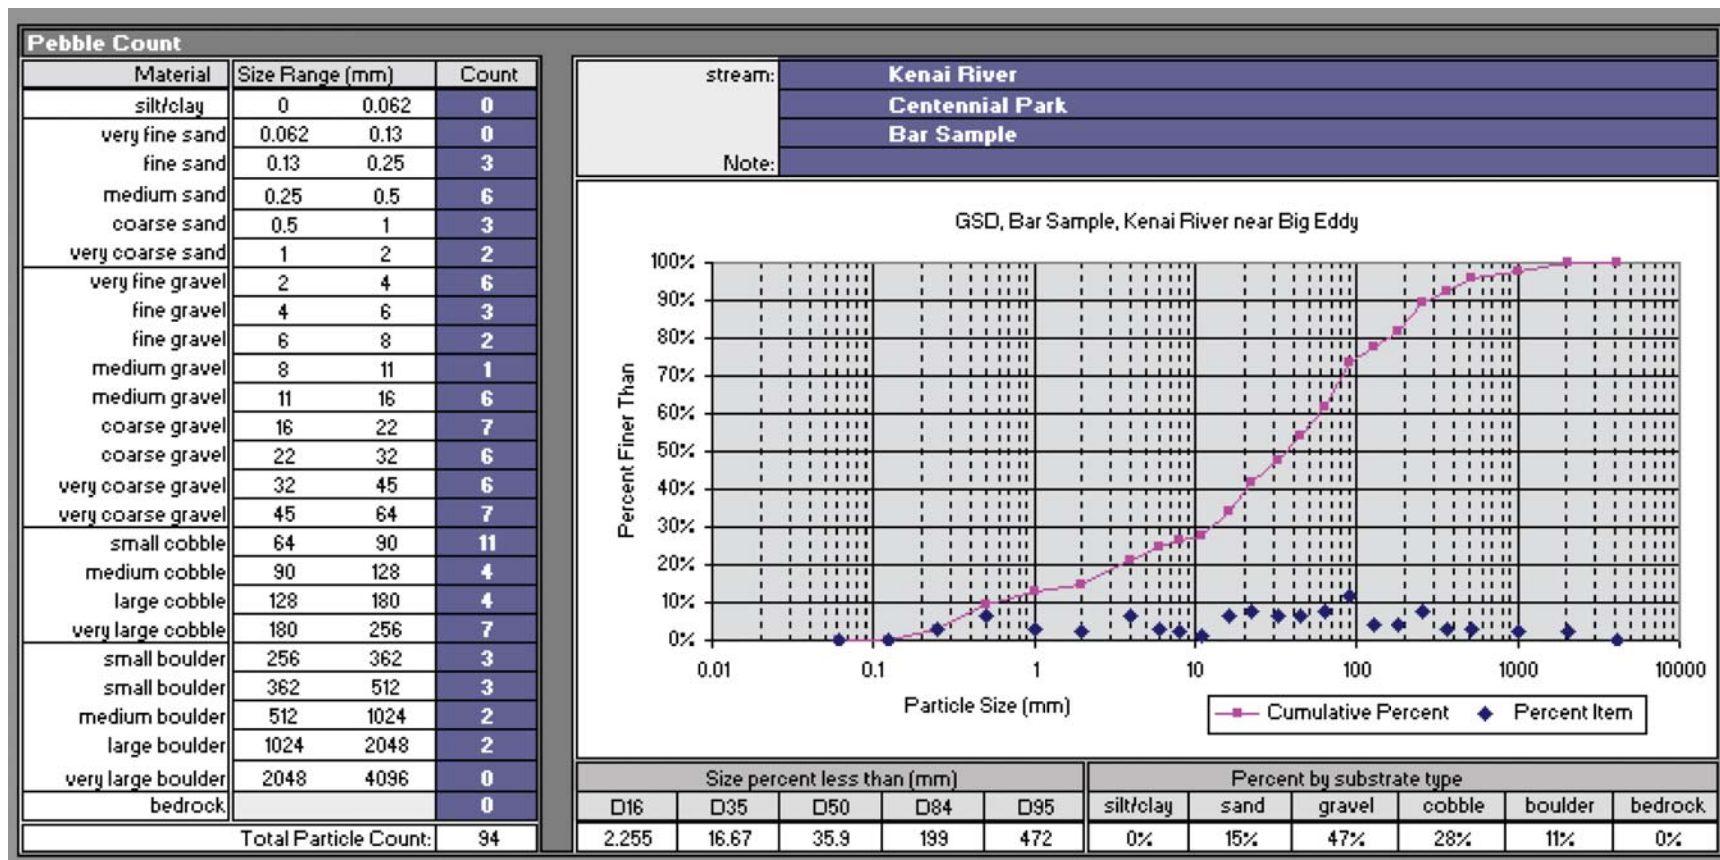 Pebble Count
Material Size Range (mm) Count
silt/clay 0 0.062 0
very fine sand 0.062 0.13 0
fine sand 0.13 0.25 3
medium sand 0.25 0.5 6
coarse sand 0.5 1 3
very coarse sand 1 2 2
very fine gravel 2 4 6
fine gravel 4 6 3
fine gravel 6 8 2
medium gravel 8 11 1
medium gravel 11 16 6
coarse gravel 16 22 7
coarse gravel 22 32 6
very coarse gravel 32 45 6
very coarse gravel 45 64 7
small cobble 64 90 11
medium cobble 90 128 4
large cobble 128 180 4
very large cobble 180 256 7
small boulder 256 362 3
small boulder 362 512 3
medium boulder 512 1024 2
large boulder 1024 2048 2
very large boulder 2048 4096 0
bedrock 0
Total Particle Count: 94
stream: Kenai River
Centennial Park
Bar Sample
Note:
GSD, Bar Sample, Kenai River near Big Eddy
Percent Finer Than
100%
90%
80%
70%
60%
50%
40%
30%
20%
10%
0%
0.01 0.1 1 10 100 1000 10000
Particle Size (mm)
Cumulative Percent Percent Item
Size percent less than (mm) Percent by substrate type
D16 D35 D50 D84 D95 silt/clay sand gravel cobble boulder bedrock
2.255 16.67 35.9 199 472 0% 15% 47% 28% 11% 0%